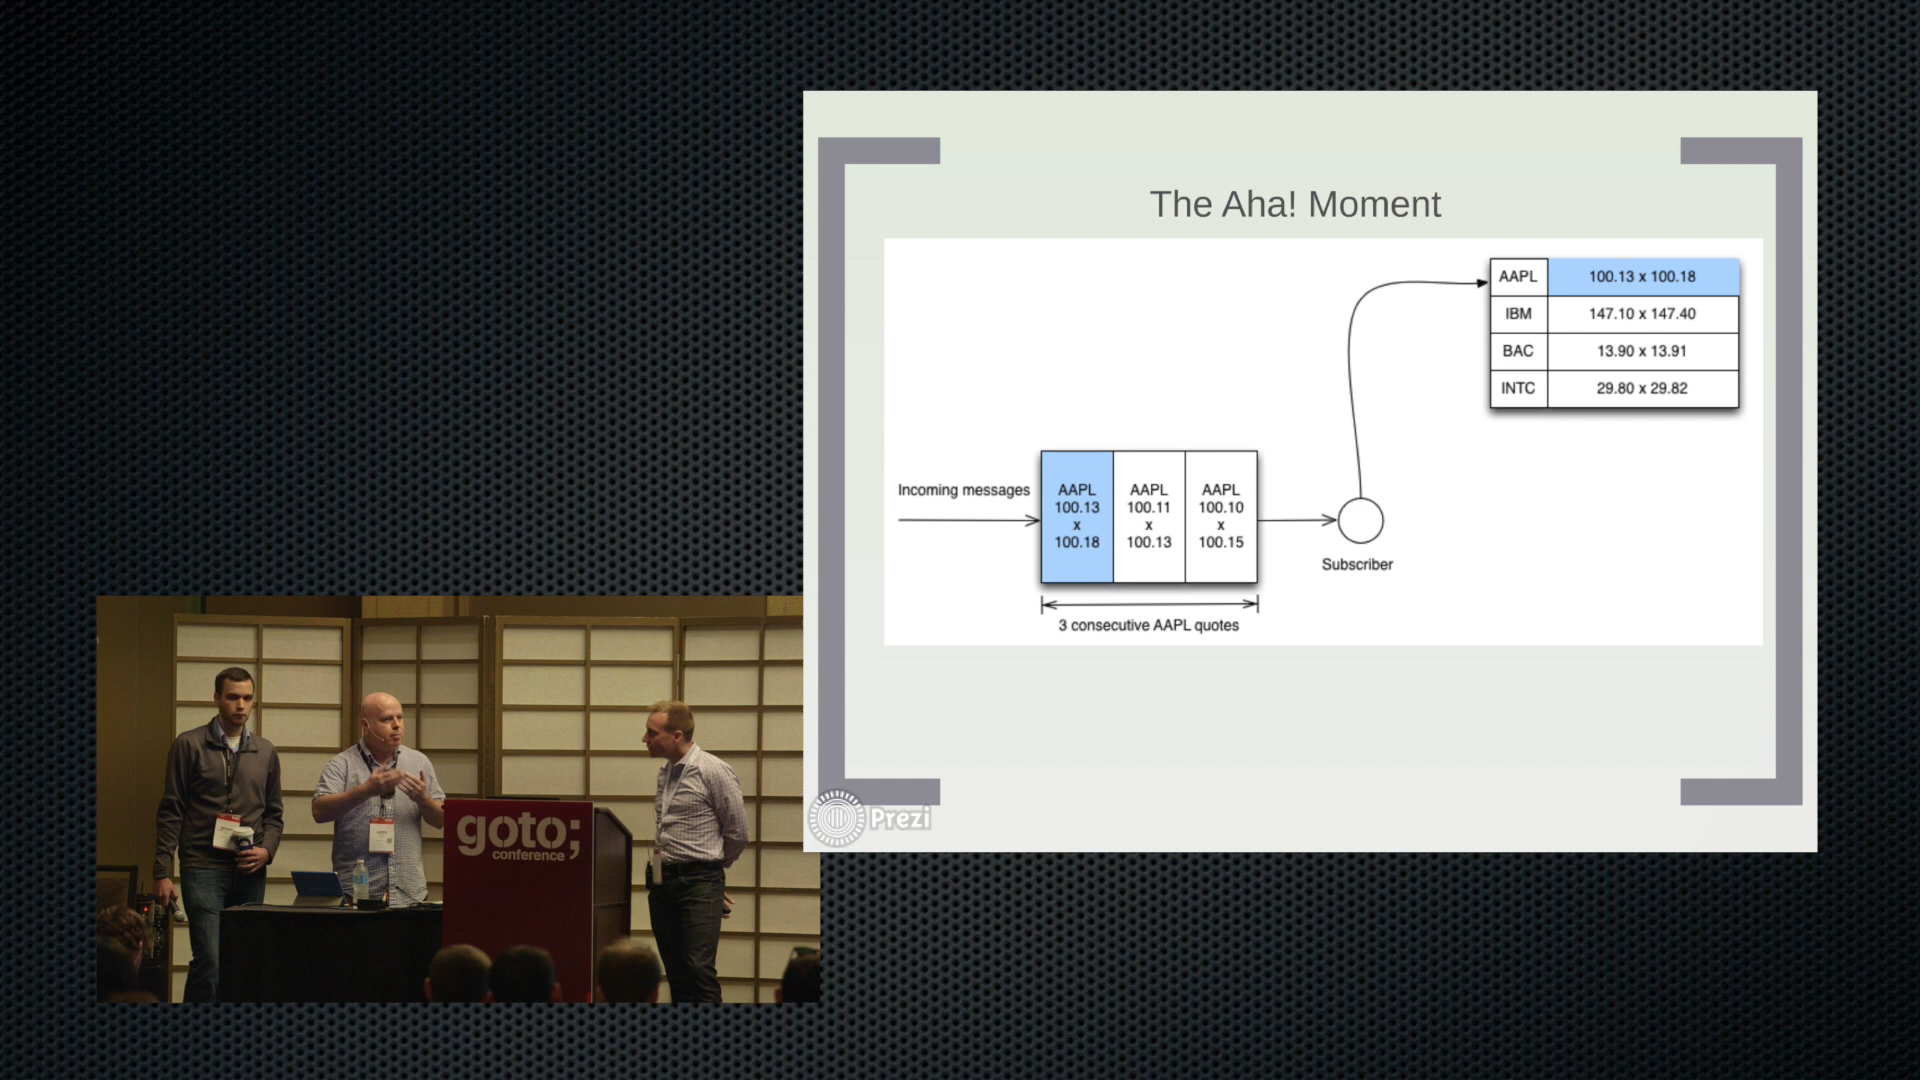 The Aha! Moment
AAPL 100.13 x 100.18
IBM 147.10 x 147.40
BAC 13.90 x 13.91
INTC 29.80 x 29.82
Incoming messages
AAPL
100.13
x
100.18
AAPL
100.11
x
100.13
AAPL
100.10
x
100.15
Subscriber
3 consecutive AAPL quotes
Prezi
goto;
conference